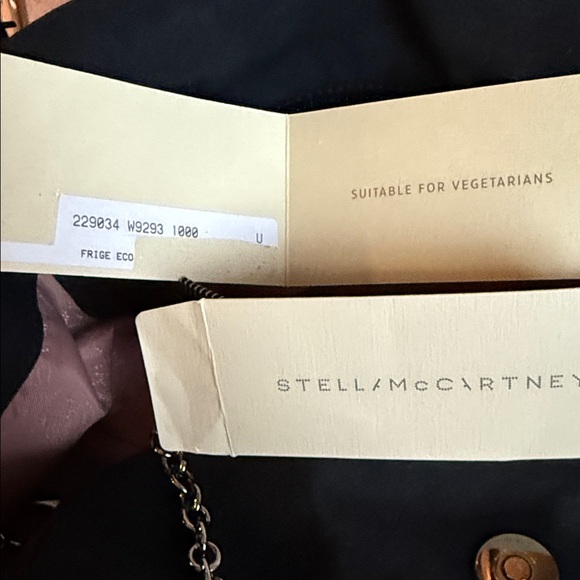 SUITABLE FOR VEGETARIANS
229034 W9293 1000 U
FRIGE ECO
STELLA McCARTNEY